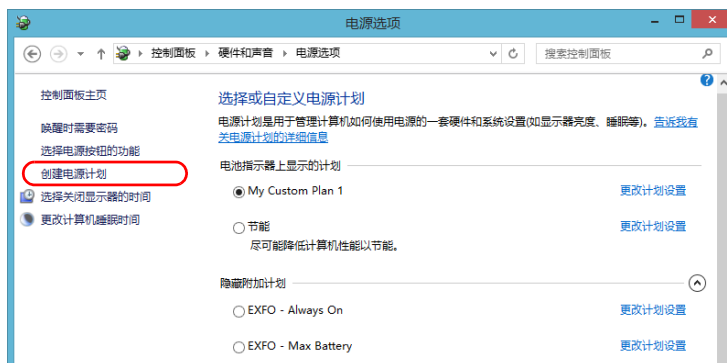 电源选项
控制面板 硬件和声音 电源选项
搜索控制面板
控制面板主页
唤醒时需要密码
选择电源按钮的功能
创建电源计划
选择关闭显示器的时间
更改计算机睡眠时间
选择或自定义电源计划
电源计划是用于管理计算机如何使用电源的一套硬件和系统设置(如显示器亮度、睡眠等)。告诉我有
关电源计划的详细信息
电池指示器上显示的计划
My Custom Plan 1 更改计划设置
节能 更改计划设置
尽可能降低计算机性能以节能。
隐藏附加计划
EXFO - Always On 更改计划设置
EXFO - Max Battery 更改计划设置